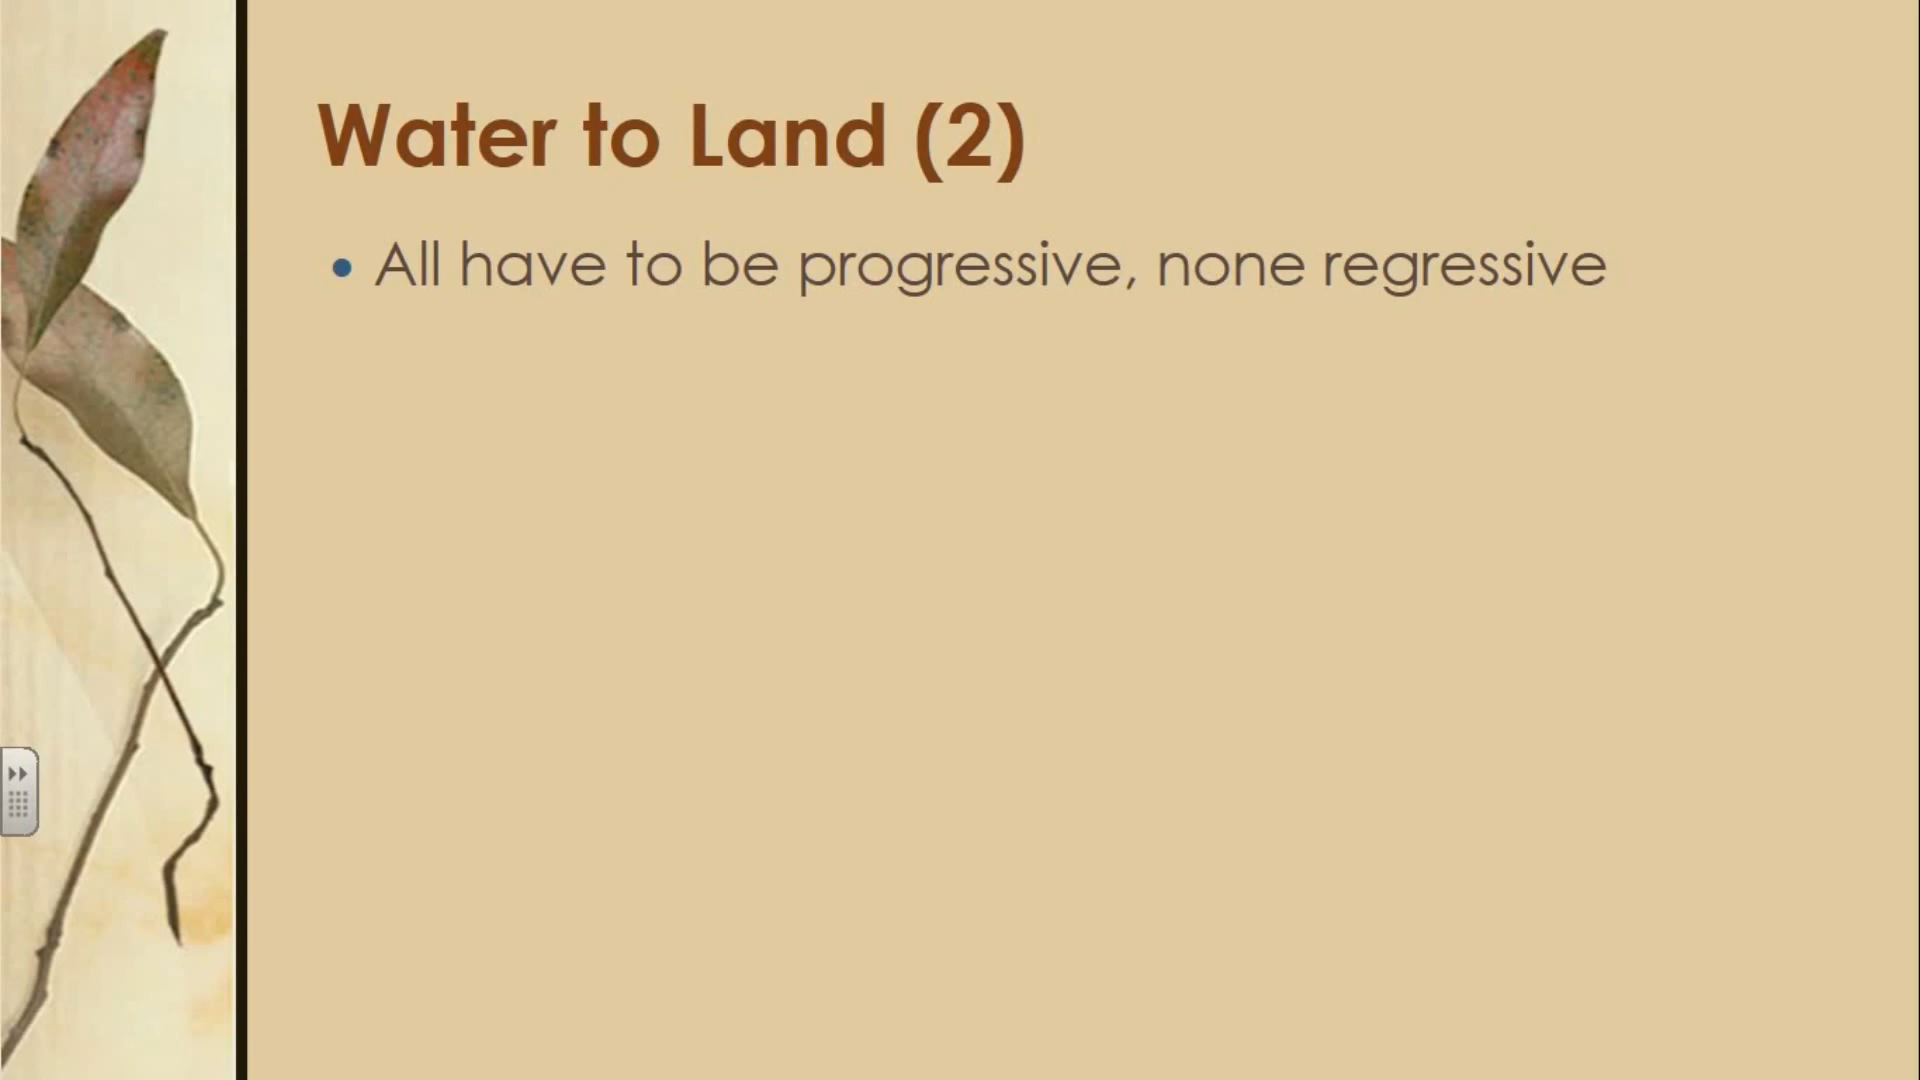 Water to Land (2)
• All have to be progressive, none regressive